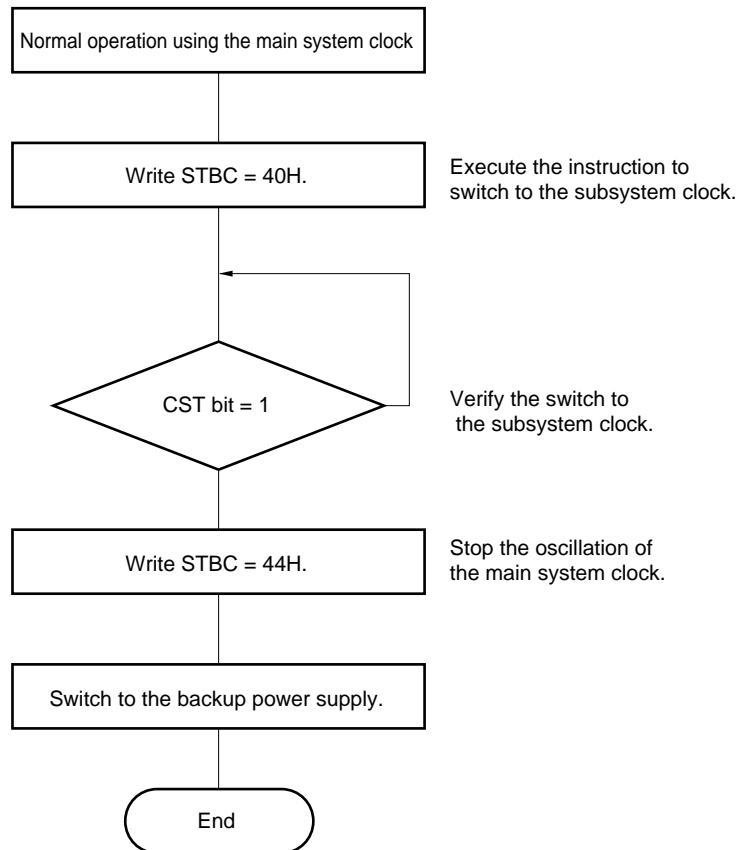 Normal operation using the main system clock
Write STBC = 40H.
Execute the instruction to
switch to the subsystem clock.
CST bit = 1
Verify the switch to
the subsystem clock.
Write STBC = 44H.
Stop the oscillation of
the main system clock.
Switch to the backup power supply.
End